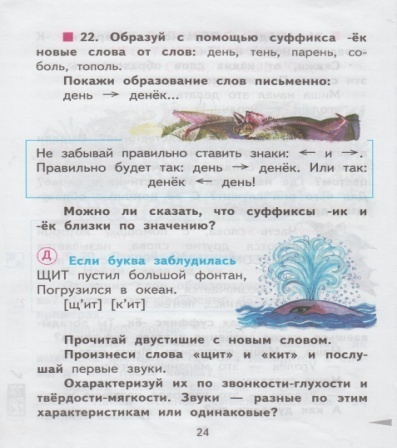 22. Образуй с помощью суффикса -ёк
новые слова от слов: день, тень, парень, со-
боль, тополь.
Покажи образование слов письменно:
день → денёк...
Не забывай правильно ставить знаки: ← и →.
Правильно будет так: день → денёк. Или так:
денёк ← день!
Можно ли сказать, что суффиксы -ик и
-ёк близки по значению?
Д Если буква заблудилась
ЩИТ пустил большой фонтан,
Погрузился в океан.
[щ'ит] [к'ит]
Прочитай двустишие с новым словом.
Произнеси слова «щит» и «кит» и послу-
шай первые звуки.
Охарактеризуй их по звонкости-глухости и
твёрдости-мягкости. Звуки — разные по этим
характеристикам или одинаковые?
24